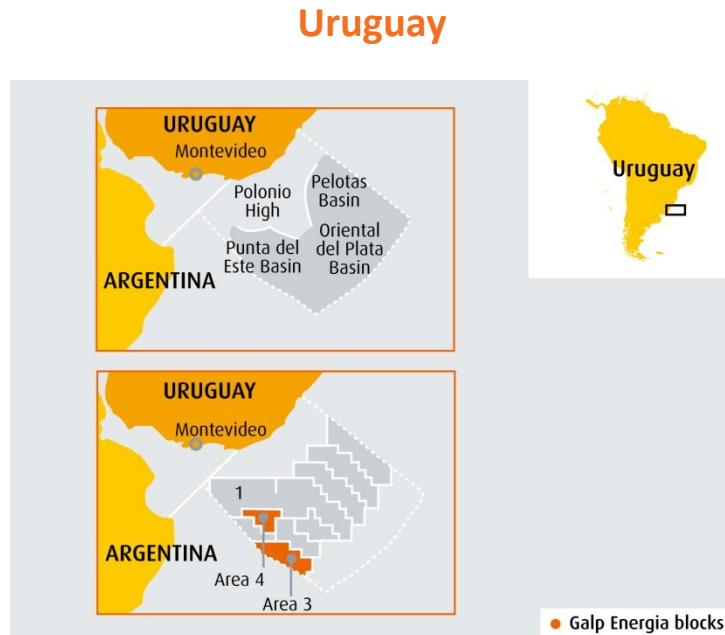 Uruguay
URUGUAY
Montevideo
Polonio
High
Pelotas
Basin
Punta del
Este Basin
Oriental
del Plata
Basin
ARGENTINA
Uruguay
URUGUAY
Montevideo
1
ARGENTINA
Area 4
Area 3
Galp Energia blocks